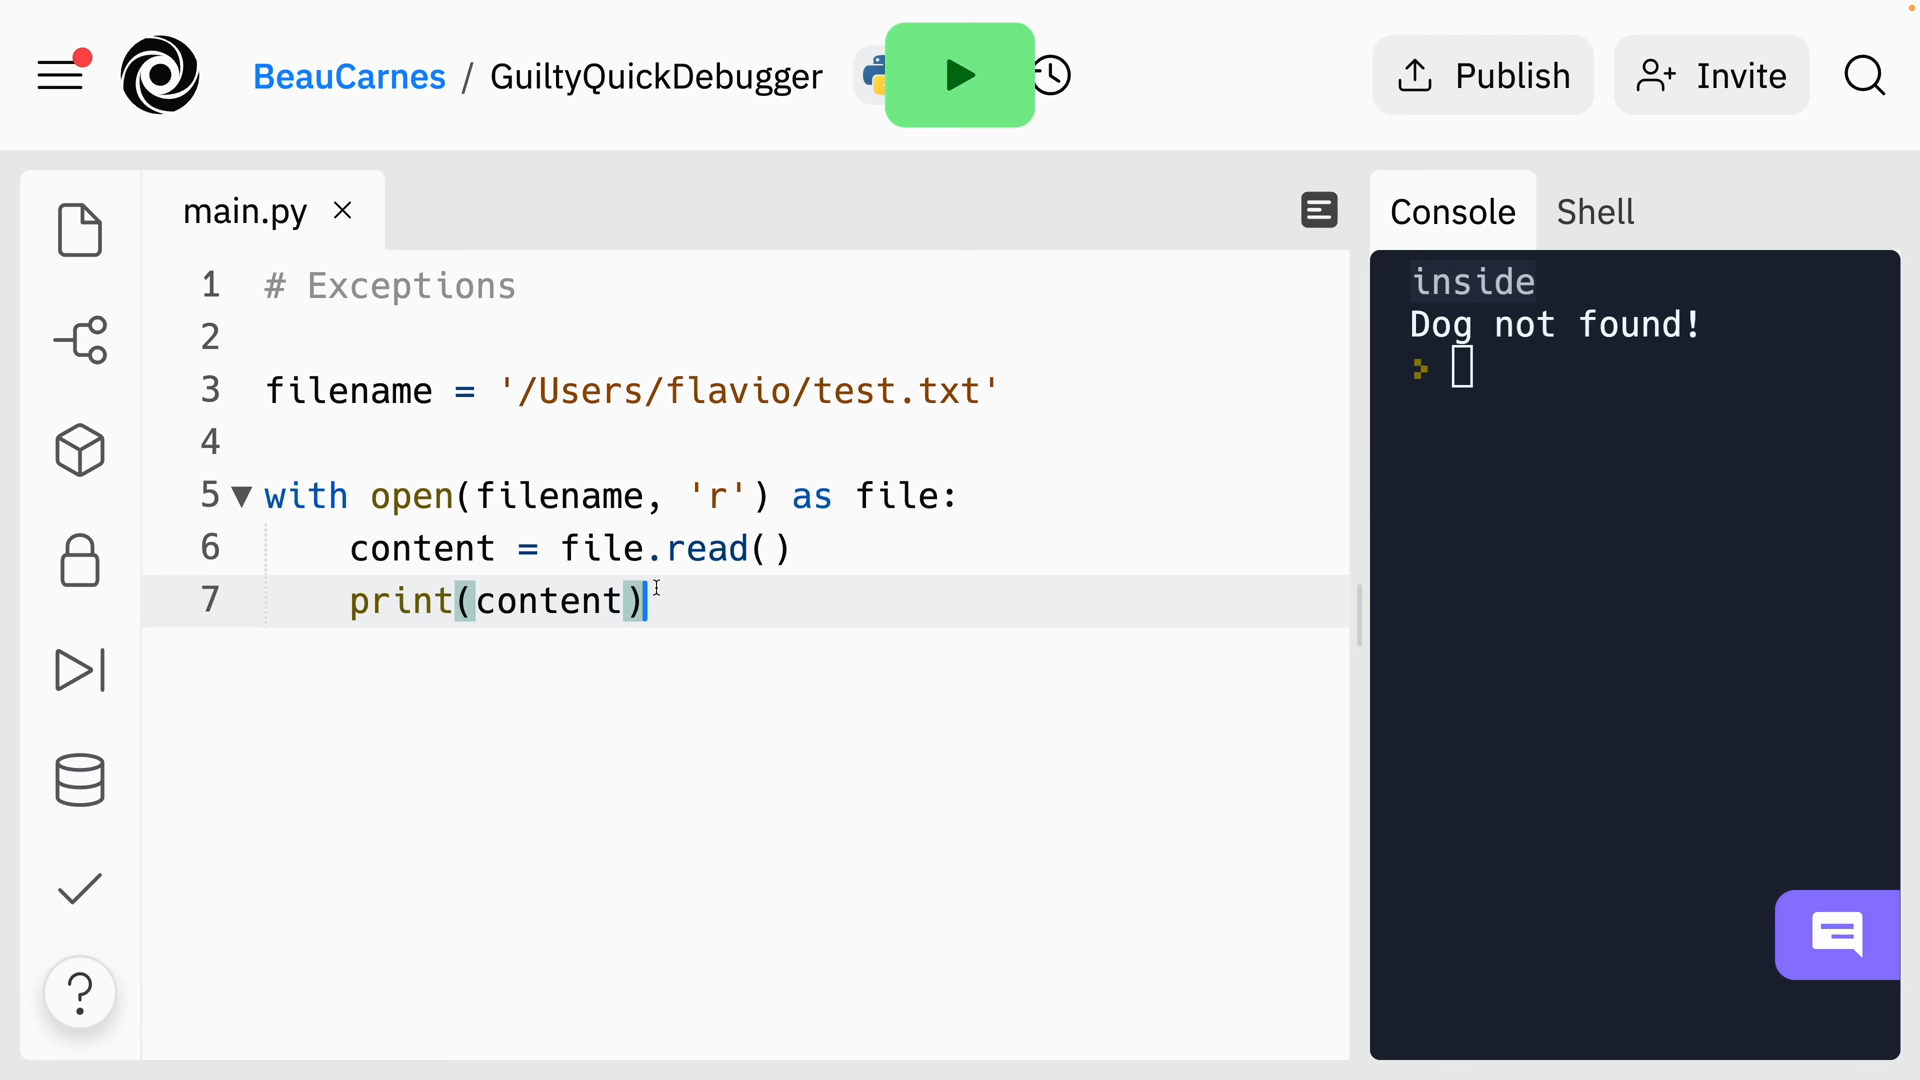 BeauCarnes / GuiltyQuickDebugger
Publish
Invite
main.py
Console
Shell
1 # Exceptions
2
3 filename = '/Users/flavio/test.txt'
4
5 with open(filename, 'r') as file:
6 content = file.read()
7 print(content)
inside
Dog not found!
?